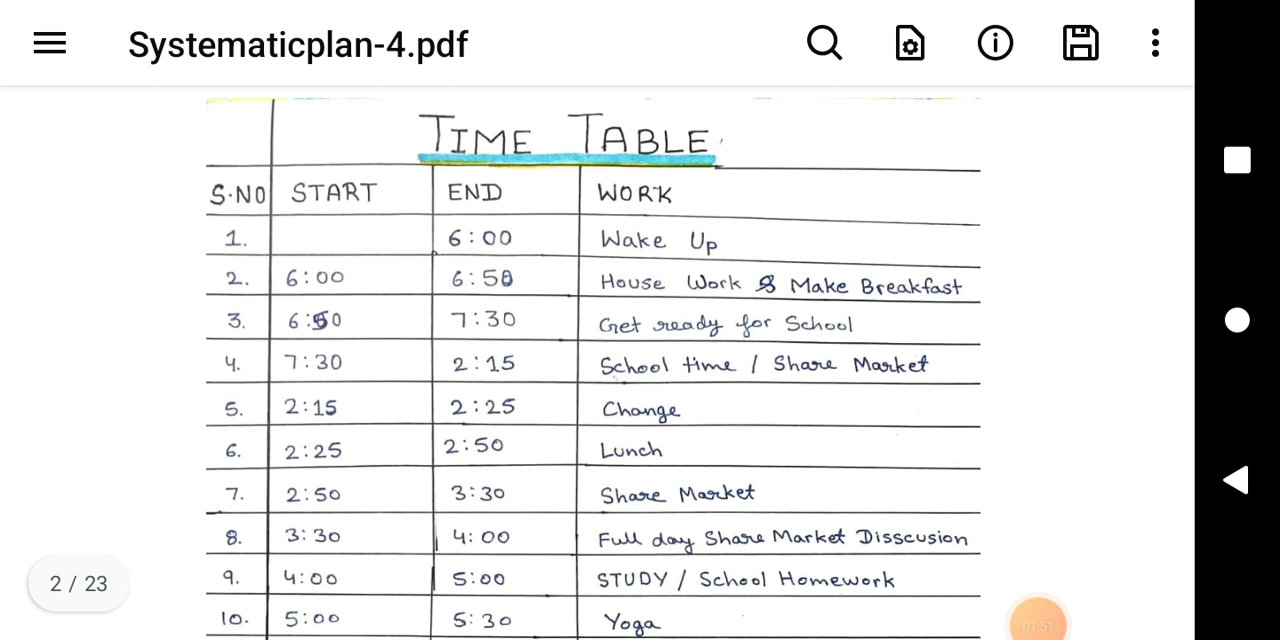 Systematicplan-4.pdf
TIME TABLE
S.NO START END WORK
1. 6:00 Wake Up
2. 6:00 6:50 House Work & Make Breakfast
3. 6:50 7:30 Get ready for School
4. 7:30 2:15 School time / Share Market
5. 2:15 2:25 Change
6. 2:25 2:50 Lunch
7. 2:50 3:30 Share Market
8. 3:30 4:00 Full day Share Market Disscusion
9. 4:00 5:00 STUDY / School Homework
10. 5:00 5:30 Yoga
2 / 23
01:51